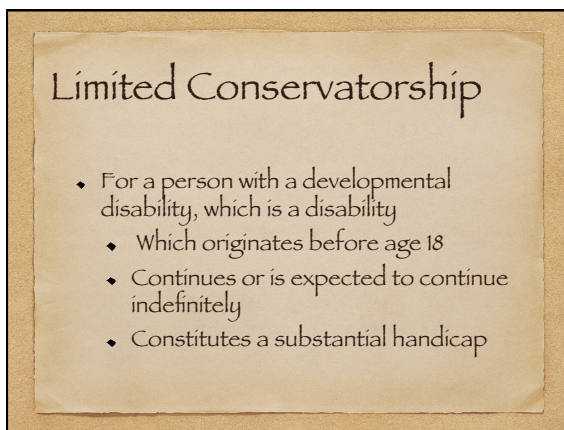 Limited Conservatorship
For a person with a developmental
disability, which is a disability
Which originates before age 18
Continues or is expected to continue
indefinitely
Constitutes a substantial handicap